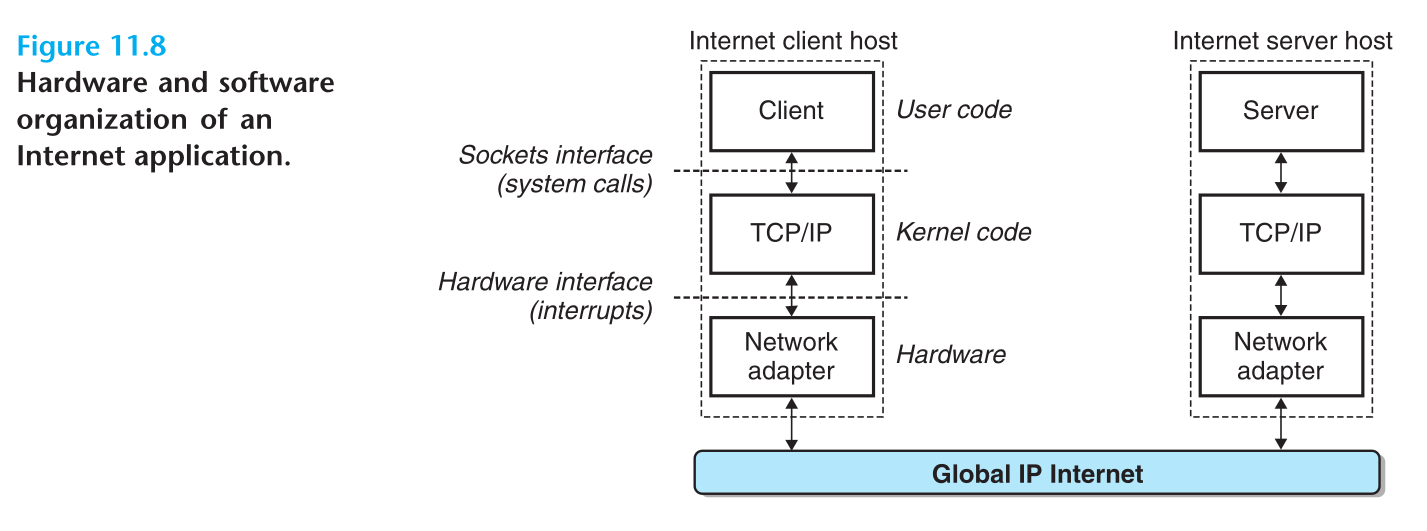 Figure 11.8
Hardware and software
organization of an
Internet application.
Internet client host
Internet server host
Client
User code
Server
Sockets interface
(system calls)
TCP/IP
Kernel code
TCP/IP
Hardware interface
(interrupts)
Network
adapter
Hardware
Network
adapter
Global IP Internet